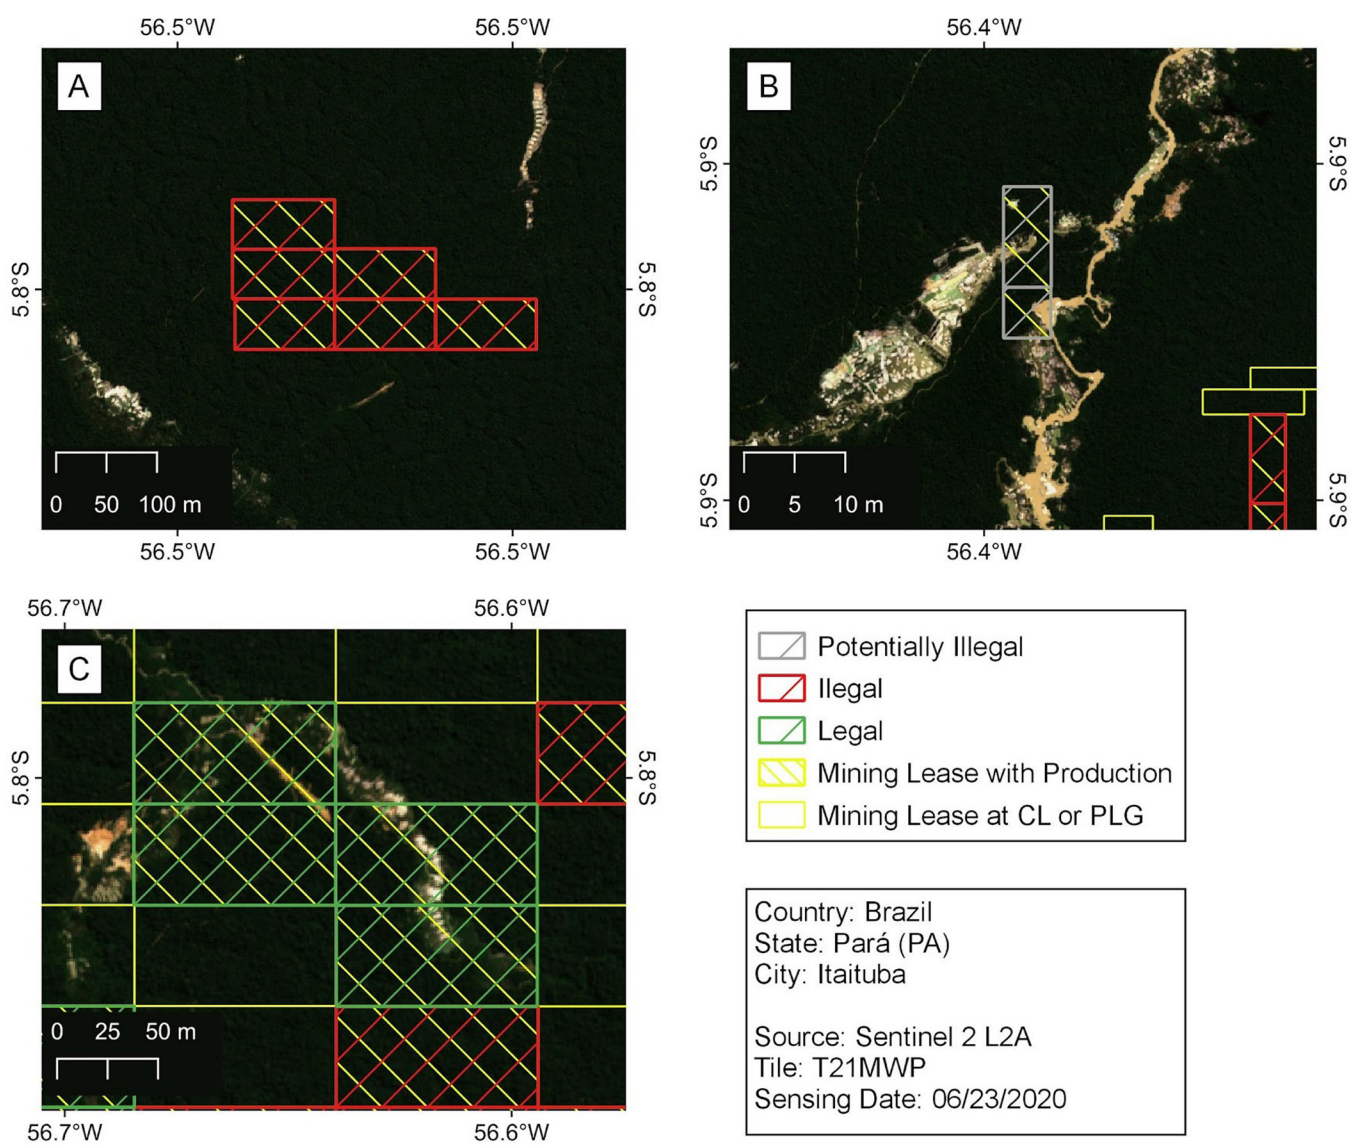 56.5°W 56.5°W
56.4°W
A
B
5.8°S 5.8°S
5.9°S 5.9°S
0 50 100 m
0 5 10 m
5.9°S 5.9°S
56.5°W 56.5°W
56.4°W
56.7°W 56.6°W
C
5.8°S 5.8°S
0 25 50 m
56.7°W 56.6°W
Potentially Illegal
Ilegal
Legal
Mining Lease with Production
Mining Lease at CL or PLG
Country: Brazil
State: Pará (PA)
City: Itaituba
Source: Sentinel 2 L2A
Tile: T21MWP
Sensing Date: 06/23/2020